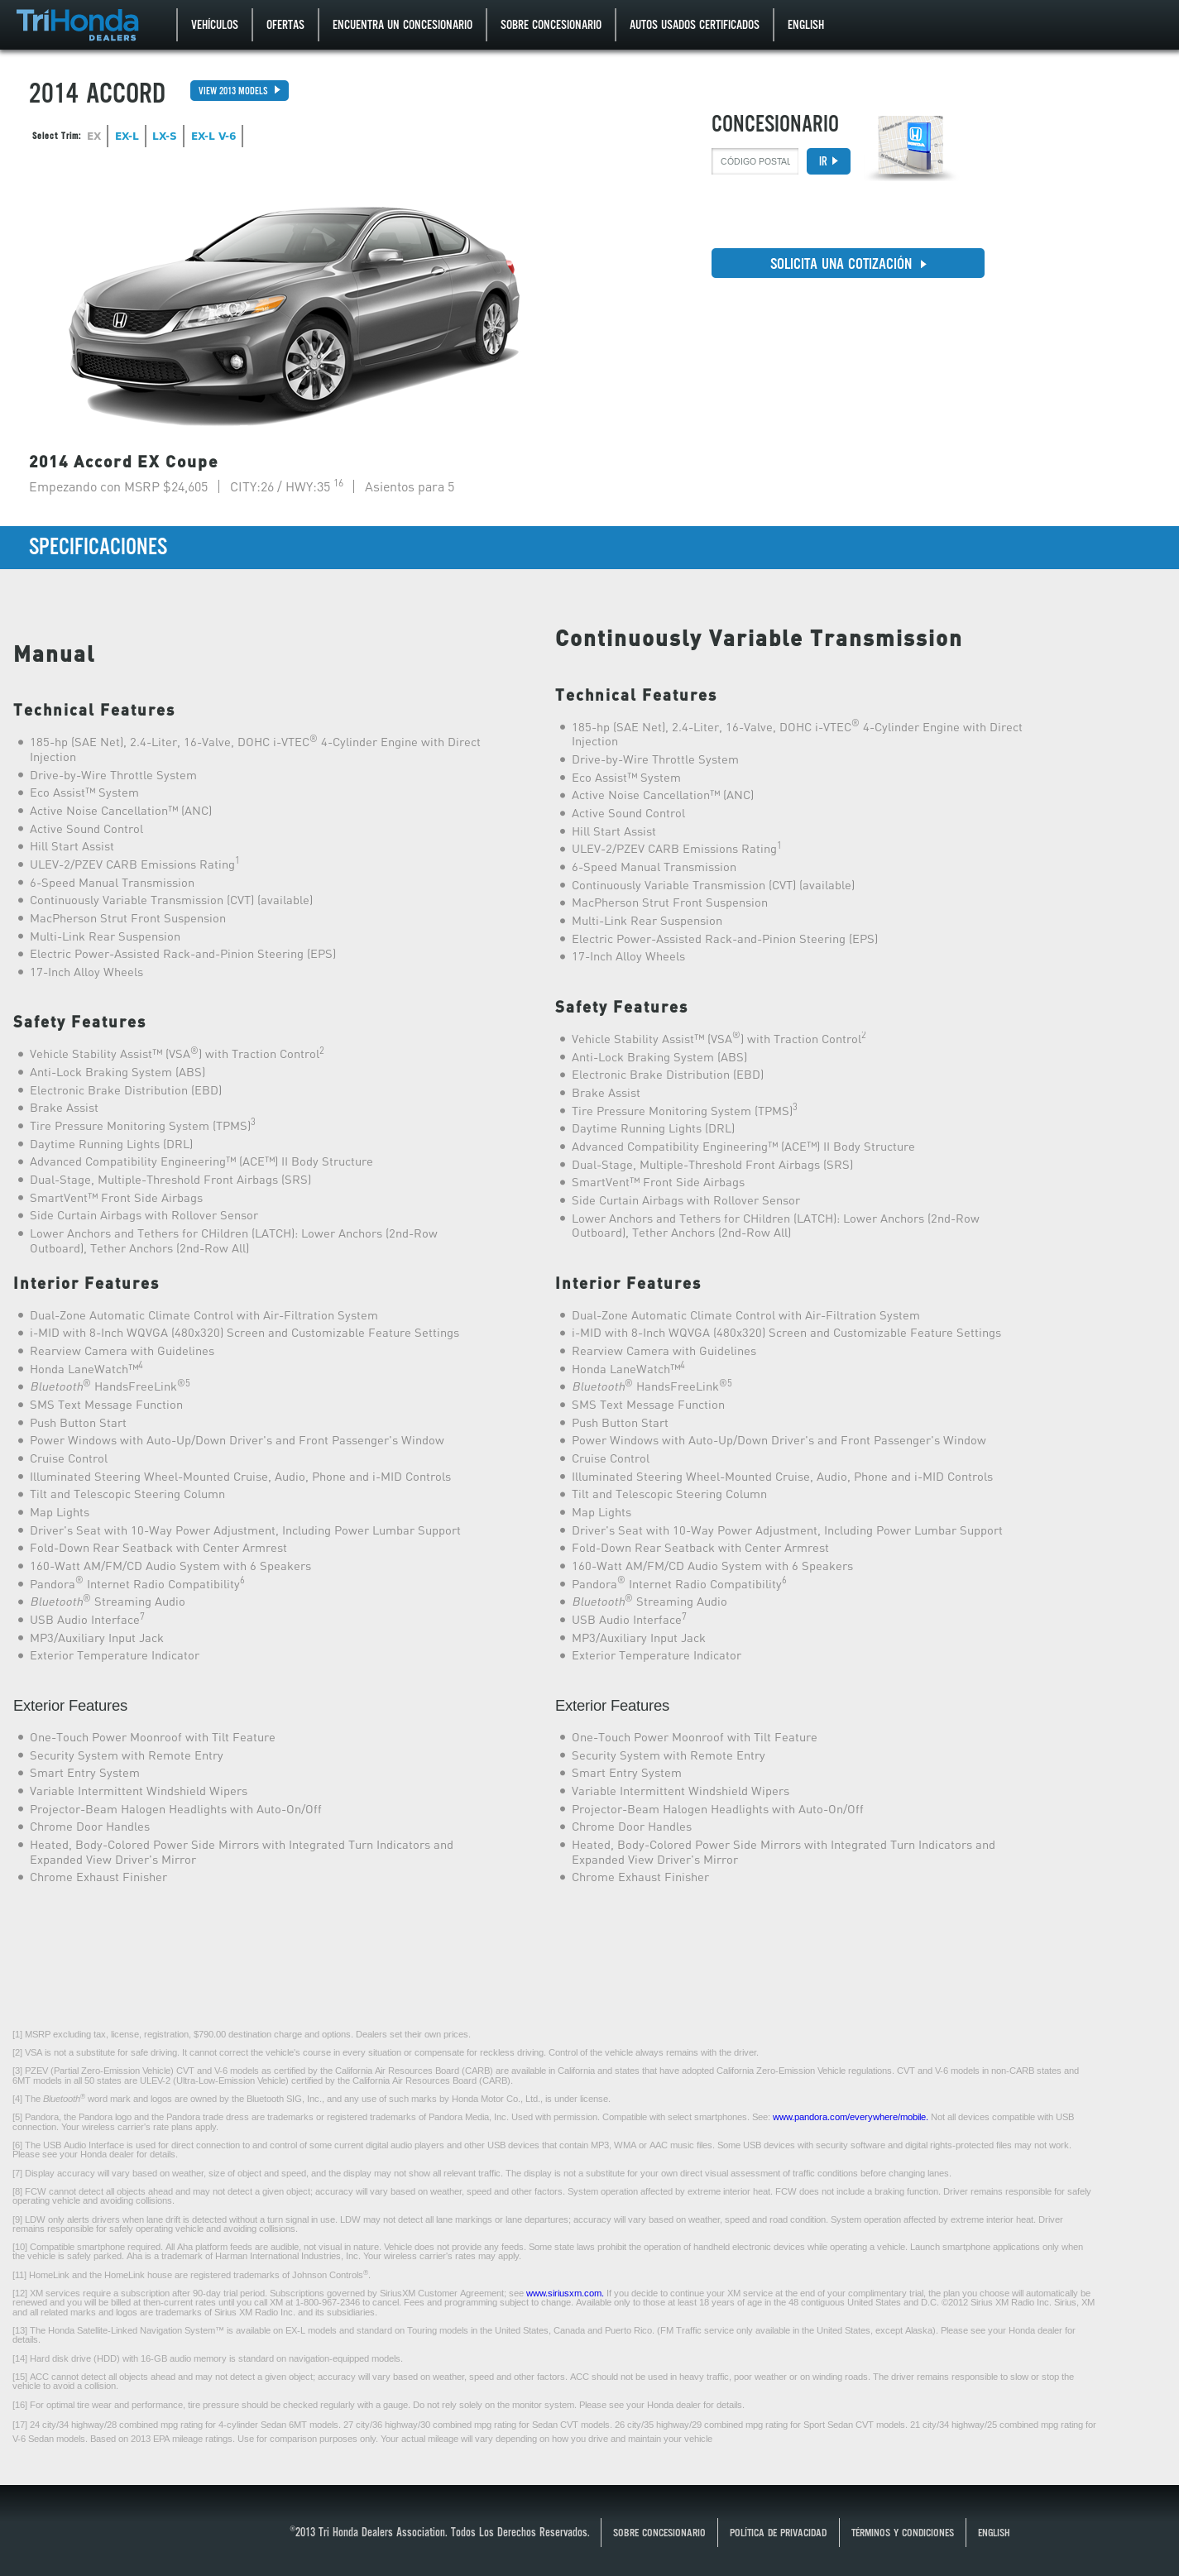 TriHonda
DEALERS
VEHÍCULOS
OFERTAS
ENCUENTRA UN CONCESIONARIO
SOBRE CONCESIONARIO
AUTOS USADOS CERTIFICADOS
ENGLISH
2014 ACCORD
VIEW 2013 MODELS
Select Trim: EX EX-L LX-S EX-L V-6
CONCESIONARIO
CÓDIGO POSTAL
IR
SOLICITA UNA COTIZACIÓN
2014 Accord EX Coupe
Empezando con MSRP $24,605 | CITY:26 / HWY:35 16 | Asientos para 5
SPECIFICACIONES
Manual
Technical Features
185-hp (SAE Net), 2.4-Liter, 16-Valve, DOHC i-VTEC® 4-Cylinder Engine with Direct
Injection
Drive-by-Wire Throttle System
Eco Assist™ System
Active Noise Cancellation™ (ANC)
Active Sound Control
Hill Start Assist
ULEV-2/PZEV CARB Emissions Rating1
6-Speed Manual Transmission
Continuously Variable Transmission (CVT) (available)
MacPherson Strut Front Suspension
Multi-Link Rear Suspension
Electric Power-Assisted Rack-and-Pinion Steering (EPS)
17-Inch Alloy Wheels
Safety Features
Vehicle Stability Assist™ (VSA®) with Traction Control2
Anti-Lock Braking System (ABS)
Electronic Brake Distribution (EBD)
Brake Assist
Tire Pressure Monitoring System (TPMS)3
Daytime Running Lights (DRL)
Advanced Compatibility Engineering™ (ACE™) II Body Structure
Dual-Stage, Multiple-Threshold Front Airbags (SRS)
SmartVent™ Front Side Airbags
Side Curtain Airbags with Rollover Sensor
Lower Anchors and Tethers for CHildren (LATCH): Lower Anchors (2nd-Row
Outboard), Tether Anchors (2nd-Row All)
Interior Features
Dual-Zone Automatic Climate Control with Air-Filtration System
i-MID with 8-Inch WQVGA (480x320) Screen and Customizable Feature Settings
Rearview Camera with Guidelines
Honda LaneWatch™4
Bluetooth® HandsFreeLink®5
SMS Text Message Function
Push Button Start
Power Windows with Auto-Up/Down Driver's and Front Passenger's Window
Cruise Control
Illuminated Steering Wheel-Mounted Cruise, Audio, Phone and i-MID Controls
Tilt and Telescopic Steering Column
Map Lights
Driver's Seat with 10-Way Power Adjustment, Including Power Lumbar Support
Fold-Down Rear Seatback with Center Armrest
160-Watt AM/FM/CD Audio System with 6 Speakers
Pandora® Internet Radio Compatibility6
Bluetooth® Streaming Audio
USB Audio Interface7
MP3/Auxiliary Input Jack
Exterior Temperature Indicator
Exterior Features
One-Touch Power Moonroof with Tilt Feature
Security System with Remote Entry
Smart Entry System
Variable Intermittent Windshield Wipers
Projector-Beam Halogen Headlights with Auto-On/Off
Chrome Door Handles
Heated, Body-Colored Power Side Mirrors with Integrated Turn Indicators and
Expanded View Driver's Mirror
Chrome Exhaust Finisher
Continuously Variable Transmission
Technical Features
185-hp (SAE Net), 2.4-Liter, 16-Valve, DOHC i-VTEC® 4-Cylinder Engine with Direct
Injection
Drive-by-Wire Throttle System
Eco Assist™ System
Active Noise Cancellation™ (ANC)
Active Sound Control
Hill Start Assist
ULEV-2/PZEV CARB Emissions Rating1
6-Speed Manual Transmission
Continuously Variable Transmission (CVT) (available)
MacPherson Strut Front Suspension
Multi-Link Rear Suspension
Electric Power-Assisted Rack-and-Pinion Steering (EPS)
17-Inch Alloy Wheels
Safety Features
Vehicle Stability Assist™ (VSA®) with Traction Control2
Anti-Lock Braking System (ABS)
Electronic Brake Distribution (EBD)
Brake Assist
Tire Pressure Monitoring System (TPMS)3
Daytime Running Lights (DRL)
Advanced Compatibility Engineering™ (ACE™) II Body Structure
Dual-Stage, Multiple-Threshold Front Airbags (SRS)
SmartVent™ Front Side Airbags
Side Curtain Airbags with Rollover Sensor
Lower Anchors and Tethers for CHildren (LATCH): Lower Anchors (2nd-Row
Outboard), Tether Anchors (2nd-Row All)
Interior Features
Dual-Zone Automatic Climate Control with Air-Filtration System
i-MID with 8-Inch WQVGA (480x320) Screen and Customizable Feature Settings
Rearview Camera with Guidelines
Honda LaneWatch™4
Bluetooth® HandsFreeLink®5
SMS Text Message Function
Push Button Start
Power Windows with Auto-Up/Down Driver's and Front Passenger's Window
Cruise Control
Illuminated Steering Wheel-Mounted Cruise, Audio, Phone and i-MID Controls
Tilt and Telescopic Steering Column
Map Lights
Driver's Seat with 10-Way Power Adjustment, Including Power Lumbar Support
Fold-Down Rear Seatback with Center Armrest
160-Watt AM/FM/CD Audio System with 6 Speakers
Pandora® Internet Radio Compatibility6
Bluetooth® Streaming Audio
USB Audio Interface7
MP3/Auxiliary Input Jack
Exterior Temperature Indicator
Exterior Features
One-Touch Power Moonroof with Tilt Feature
Security System with Remote Entry
Smart Entry System
Variable Intermittent Windshield Wipers
Projector-Beam Halogen Headlights with Auto-On/Off
Chrome Door Handles
Heated, Body-Colored Power Side Mirrors with Integrated Turn Indicators and
Expanded View Driver's Mirror
Chrome Exhaust Finisher
[1] MSRP excluding tax, license, registration, $790.00 destination charge and options. Dealers set their own prices.
[2] VSA is not a substitute for safe driving. It cannot correct the vehicle's course in every situation or compensate for reckless driving. Control of the vehicle always remains with the driver.
[3] PZEV (Partial Zero-Emission Vehicle) CVT and V-6 models as certified by the California Air Resources Board (CARB) are available in California and states that have adopted California Zero-Emission Vehicle regulations. CVT and V-6 models in non-CARB states and
6MT models in all 50 states are ULEV-2 (Ultra-Low-Emission Vehicle) certified by the California Air Resources Board (CARB).
[4] The Bluetooth® word mark and logos are owned by the Bluetooth SIG, Inc., and any use of such marks by Honda Motor Co., Ltd., is under license.
[5] Pandora, the Pandora logo and the Pandora trade dress are trademarks or registered trademarks of Pandora Media, Inc. Used with permission. Compatible with select smartphones. See: www.pandora.com/everywhere/mobile. Not all devices compatible with USB
connection. Your wireless carrier's rate plans apply.
[6] The USB Audio Interface is used for direct connection to and control of some current digital audio players and other USB devices that contain MP3, WMA or AAC music files. Some USB devices with security software and digital rights-protected files may not work.
Please see your Honda dealer for details.
[7] Display accuracy will vary based on weather, size of object and speed, and the display may not show all relevant traffic. The display is not a substitute for your own direct visual assessment of traffic conditions before changing lanes.
[8] FCW cannot detect all objects ahead and may not detect a given object; accuracy will vary based on weather, speed and other factors. System operation affected by extreme interior heat. FCW does not include a braking function. Driver remains responsible for safely
operating vehicle and avoiding collisions.
[9] LDW only alerts drivers when lane drift is detected without a turn signal in use. LDW may not detect all lane markings or lane departures; accuracy will vary based on weather, speed and road condition. System operation affected by extreme interior heat. Driver
remains responsible for safely operating vehicle and avoiding collisions.
[10] Compatible smartphone required. All Aha platform feeds are audible, not visual in nature. Vehicle does not provide any feeds. Some state laws prohibit the operation of handheld electronic devices while operating a vehicle. Launch smartphone applications only when
the vehicle is safely parked. Aha is a trademark of Harman International Industries, Inc. Your wireless carrier's rates may apply.
[11] HomeLink and the HomeLink house are registered trademarks of Johnson Controls®.
[12] XM services require a subscription after 90-day trial period. Subscriptions governed by SiriusXM Customer Agreement; see www.siriusxm.com. If you decide to continue your XM service at the end of your complimentary trial, the plan you choose will automatically be
renewed and you will be billed at then-current rates until you call XM at 1-800-967-2346 to cancel. Fees and programming subject to change. Available only to those at least 18 years of age in the 48 contiguous United States and D.C. ©2012 Sirius XM Radio Inc. Sirius, XM
and all related marks and logos are trademarks of Sirius XM Radio Inc. and its subsidiaries.
[13] The Honda Satellite-Linked Navigation System™ is available on EX-L models and standard on Touring models in the United States, Canada and Puerto Rico. (FM Traffic service only available in the United States, except Alaska). Please see your Honda dealer for
details.
[14] Hard disk drive (HDD) with 16-GB audio memory is standard on navigation-equipped models.
[15] ACC cannot detect all objects ahead and may not detect a given object; accuracy will vary based on weather, speed and other factors. ACC should not be used in heavy traffic, poor weather or on winding roads. The driver remains responsible to slow or stop the
vehicle to avoid a collision.
[16] For optimal tire wear and performance, tire pressure should be checked regularly with a gauge. Do not rely solely on the monitor system. Please see your Honda dealer for details.
[17] 24 city/34 highway/28 combined mpg rating for 4-cylinder Sedan 6MT models. 27 city/36 highway/30 combined mpg rating for Sedan CVT models. 26 city/35 highway/29 combined mpg rating for Sport Sedan CVT models. 21 city/34 highway/25 combined mpg rating for
V-6 Sedan models. Based on 2013 EPA mileage ratings. Use for comparison purposes only. Your actual mileage will vary depending on how you drive and maintain your vehicle
®2013 Tri Honda Dealers Association. Todos Los Derechos Reservados.
SOBRE CONCESIONARIO
POLÍTICA DE PRIVACIDAD
TÉRMINOS Y CONDICIONES
ENGLISH